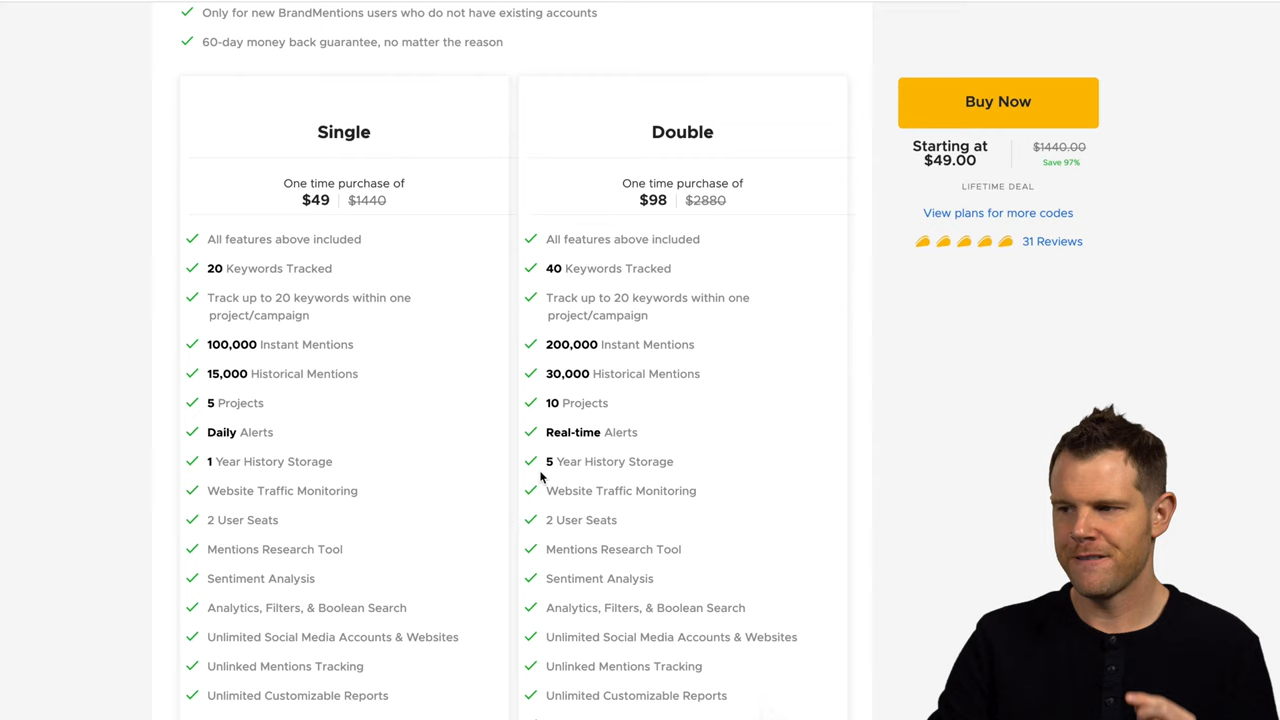 Only for new BrandMentions users who do not have existing accounts
60-day money back guarantee, no matter the reason
Single
One time purchase of
$49 $1440
All features above included
20 Keywords Tracked
Track up to 20 keywords within one
project/campaign
100,000 Instant Mentions
15,000 Historical Mentions
5 Projects
Daily Alerts
1 Year History Storage
Website Traffic Monitoring
2 User Seats
Mentions Research Tool
Sentiment Analysis
Analytics, Filters, & Boolean Search
Unlimited Social Media Accounts & Websites
Unlinked Mentions Tracking
Unlimited Customizable Reports
Double
One time purchase of
$98 $2880
All features above included
40 Keywords Tracked
Track up to 20 keywords within one
project/campaign
200,000 Instant Mentions
30,000 Historical Mentions
10 Projects
Real-time Alerts
5 Year History Storage
Website Traffic Monitoring
2 User Seats
Mentions Research Tool
Sentiment Analysis
Analytics, Filters, & Boolean Search
Unlimited Social Media Accounts & Websites
Unlinked Mentions Tracking
Unlimited Customizable Reports
Buy Now
Starting at
$49.00
$1440.00
Save 97%
LIFETIME DEAL
View plans for more codes
31 Reviews